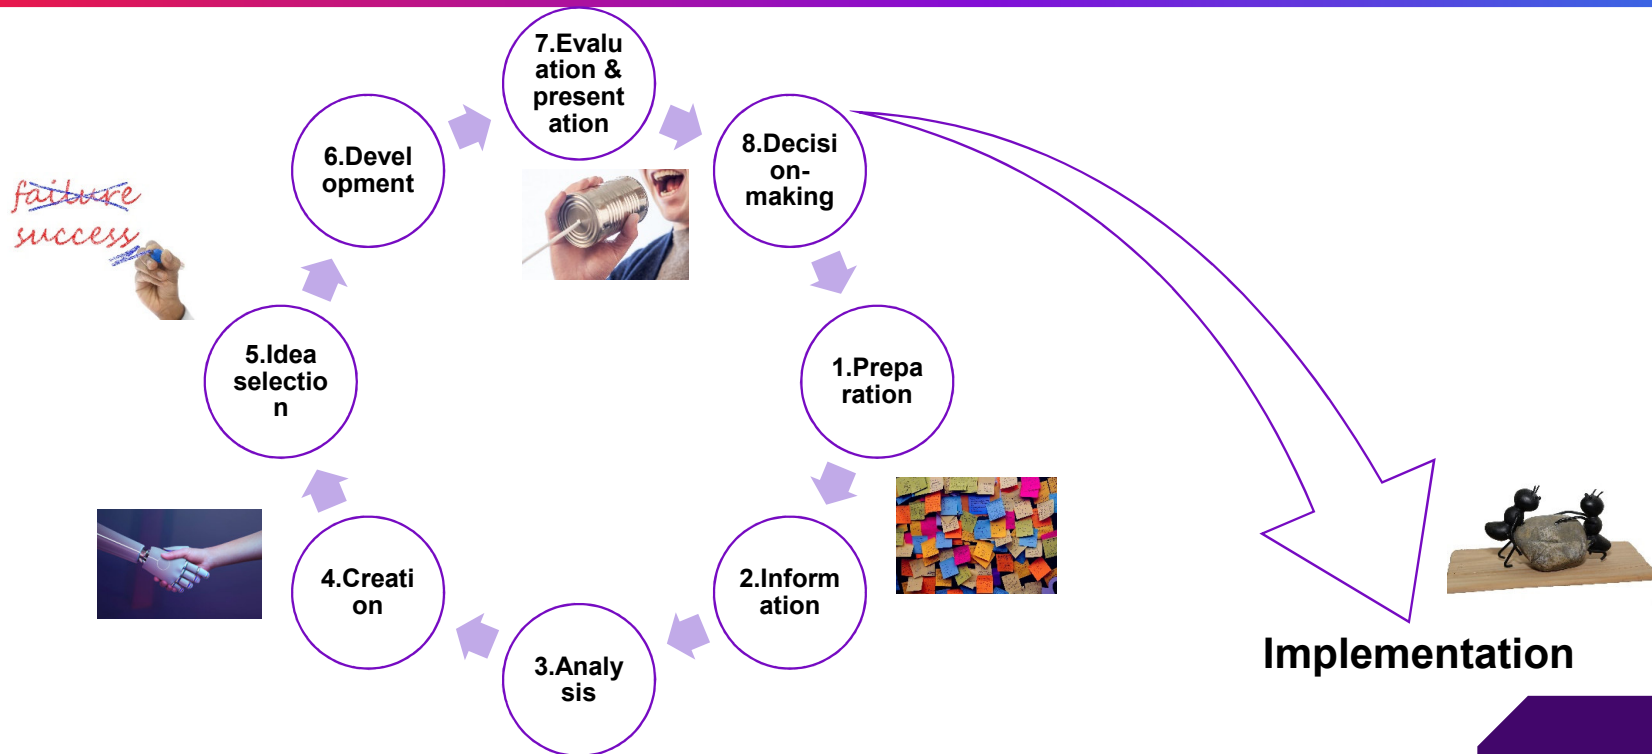 7.Evalu
ation &
present
ation
6.Devel
opment
8.Decisi
on-
making
failure
success
5.Idea
selectio
n
1.Prepa
ration
4.Creati
on
2.Inform
ation
3.Analy
sis
Implementation